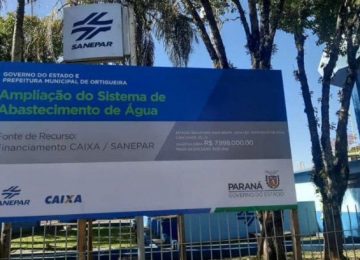 SANEPAR
GOVERNO DO ESTADO E
PREFEITURA MUNICIPAL DE ORTIGUEIRA
Ampliação do Sistema de
Abastecimento de Água
Fonte de Recurso:
Financiamento CAIXA / SANEPAR
R$ 7.998.000,00
SANEPAR
CAIXA
PARANÁ
GOVERNO DO ESTADO